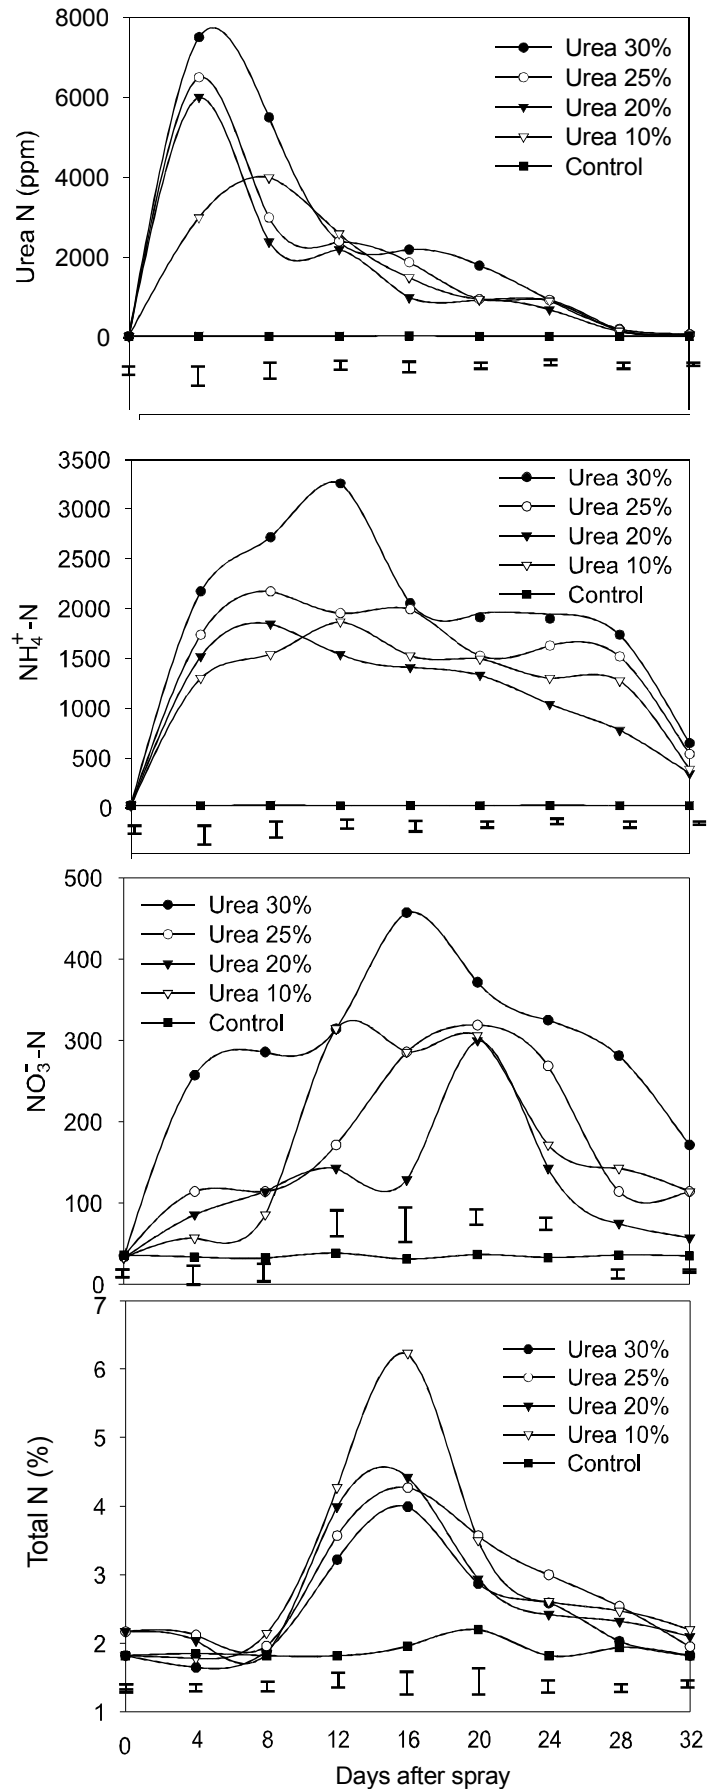 8000
6000
4000
2000
0
Urea N (ppm)
Urea 30%
Urea 25%
Urea 20%
Urea 10%
Control
3500
3000
2500
2000
1500
1000
500
0
NH₄⁺-N
Urea 30%
Urea 25%
Urea 20%
Urea 10%
Control
500
400
300
200
100
0
NO₃⁻-N
Urea 30%
Urea 25%
Urea 20%
Urea 10%
Control
7
6
5
4
3
2
1
Total N (%)
Urea 30%
Urea 25%
Urea 20%
Urea 10%
Control
0 4 8 12 16 20 24 28 32
Days after spray